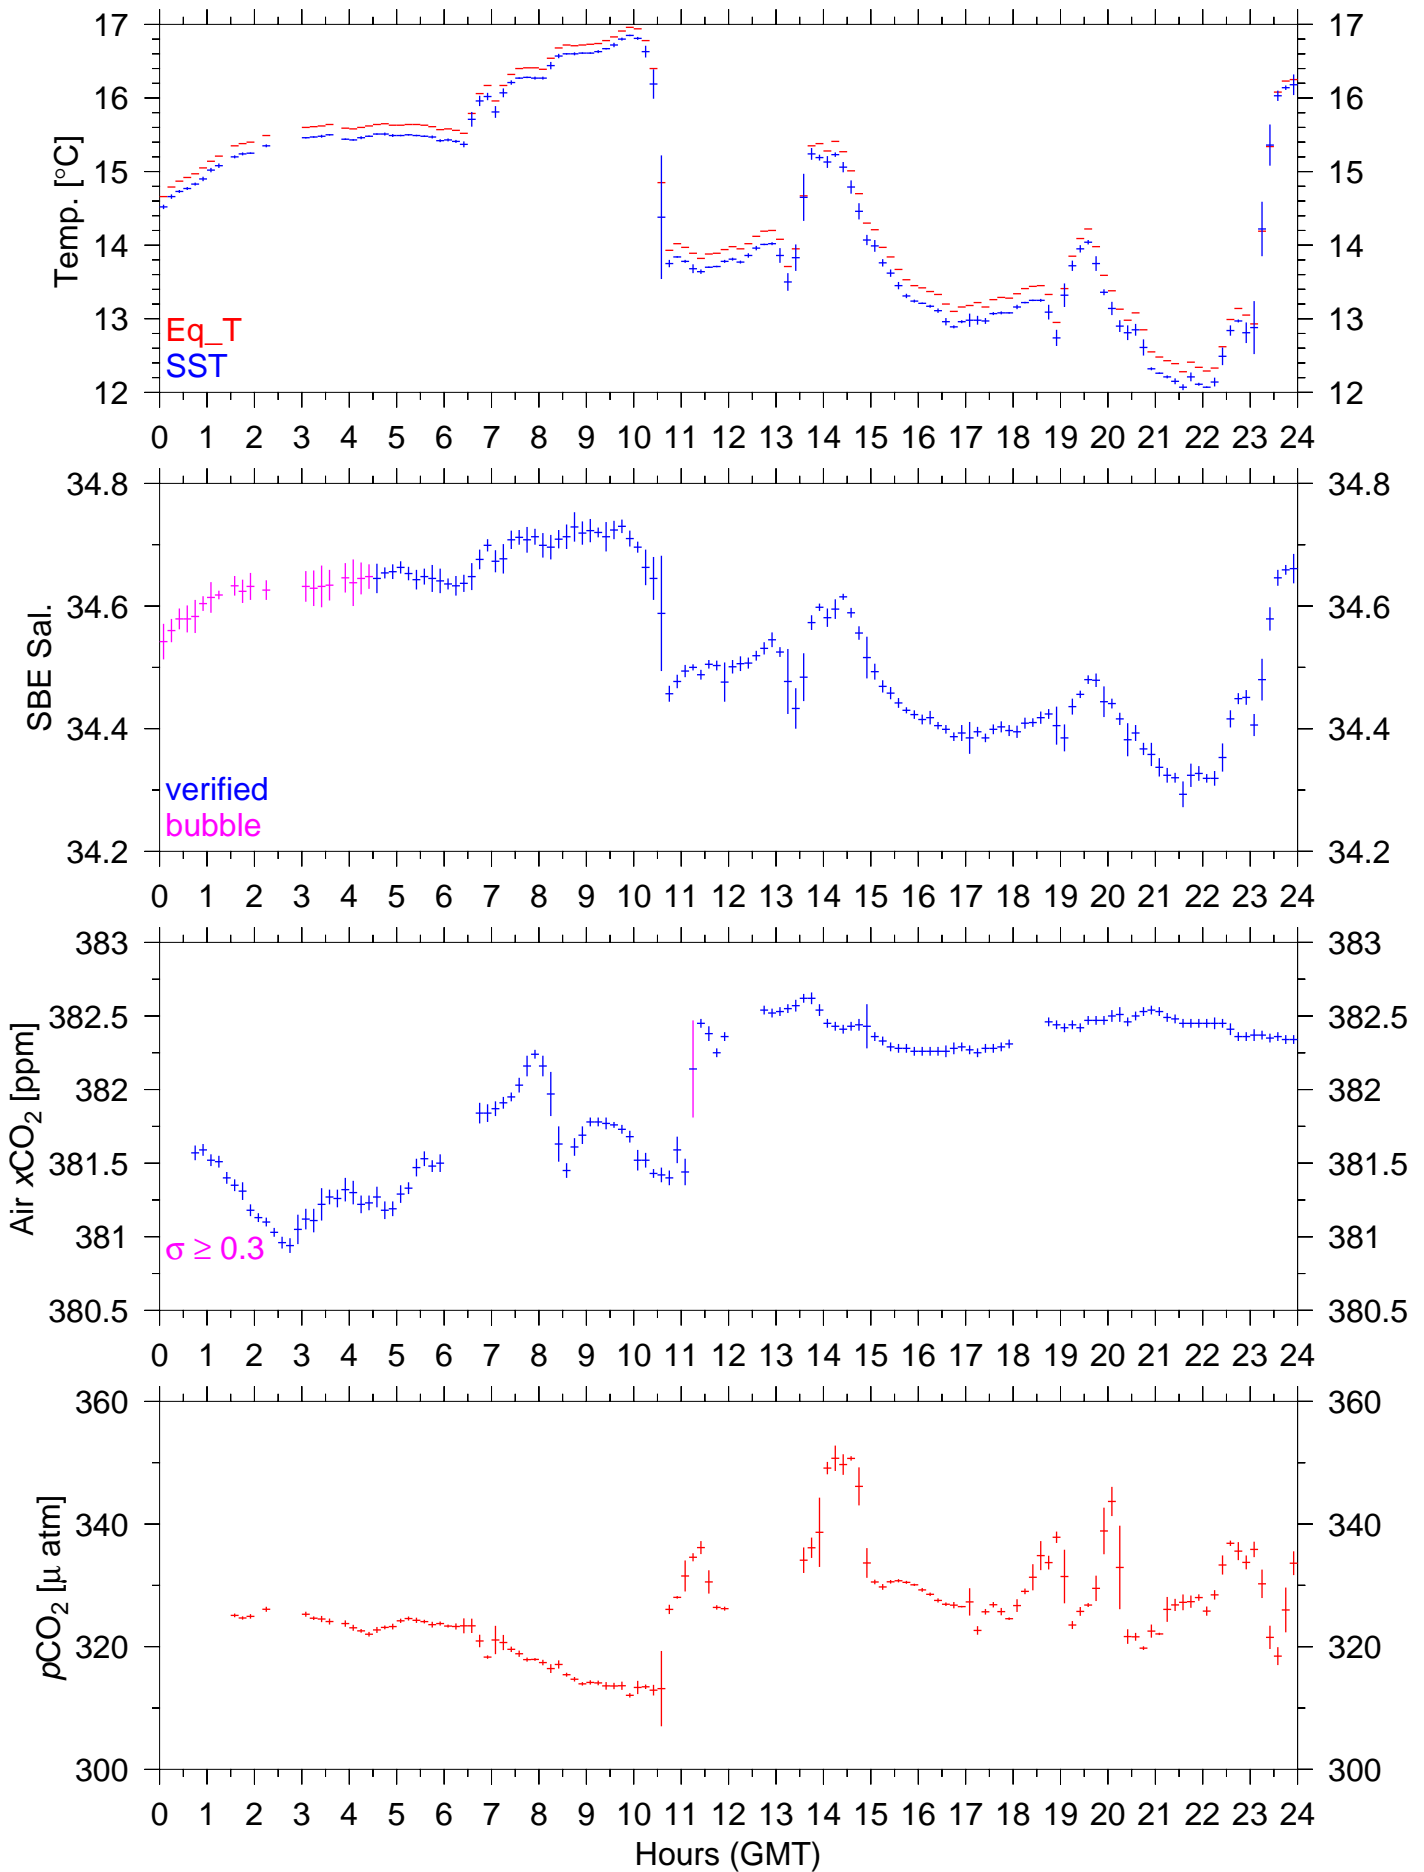 17 17
16 16
15 15
14 14
13 13
12 12
Temp. [°C]
Eq_T
SST
0 1 2 3 4 5 6 7 8 9 10 11 12 13 14 15 16 17 18 19 20 21 22 23 24
34.8 34.8
34.6 34.6
34.4 34.4
34.2 34.2
SBE Sal.
verified
bubble
0 1 2 3 4 5 6 7 8 9 10 11 12 13 14 15 16 17 18 19 20 21 22 23 24
383 383
382.5 382.5
382 382
381.5 381.5
381 381
380.5 380.5
Air xCO₂ [ppm]
σ ≥ 0.3
0 1 2 3 4 5 6 7 8 9 10 11 12 13 14 15 16 17 18 19 20 21 22 23 24
360 360
340 340
320 320
300 300
pCO₂ [μ atm]
0 1 2 3 4 5 6 7 8 9 10 11 12 13 14 15 16 17 18 19 20 21 22 23 24
Hours (GMT)